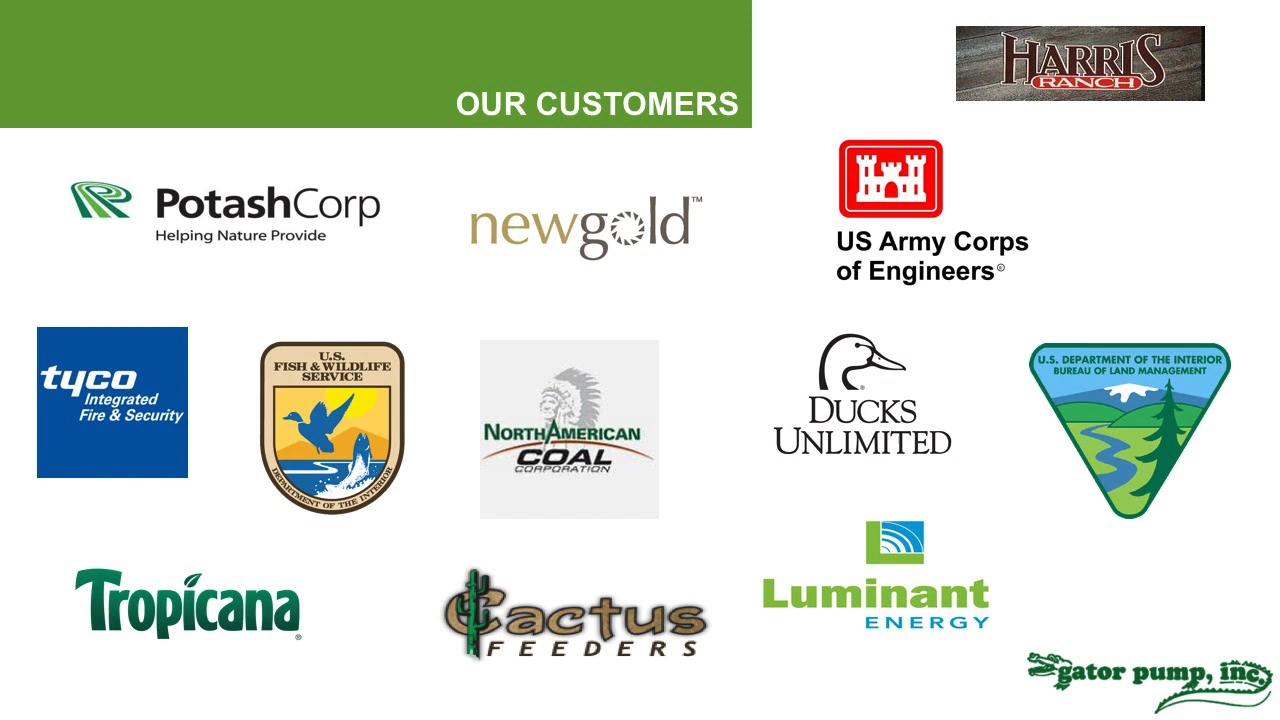 OUR CUSTOMERS
HARRIS
RANCH
PotashCorp
Helping Nature Provide
newgold™
US Army Corps
of Engineers®
tyco
Integrated
Fire & Security
U.S.
FISH & WILDLIFE
SERVICE
DEPARTMENT OF THE INTERIOR
NORTHAMERICAN
COAL
CORPORATION
DUCKS
UNLIMITED
®
U.S. DEPARTMENT OF THE INTERIOR
BUREAU OF LAND MANAGEMENT
Tropicana®
Cactus
FEEDERS
Luminant
ENERGY
gator pump, inc.